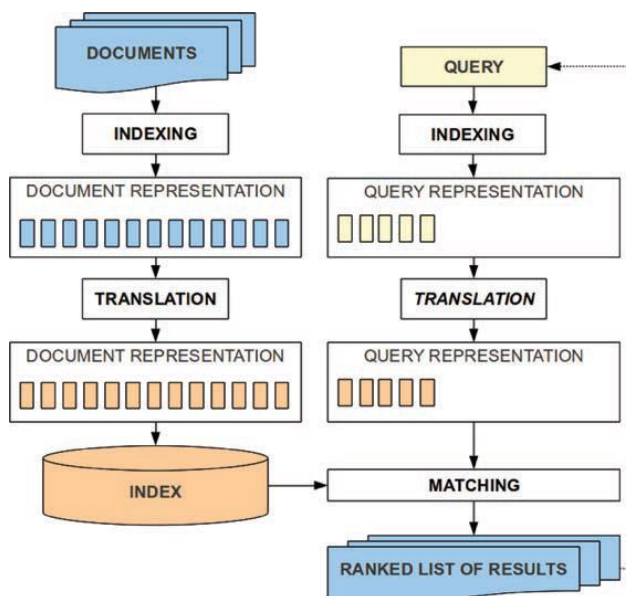 DOCUMENTS
QUERY
INDEXING
INDEXING
DOCUMENT REPRESENTATION
QUERY REPRESENTATION
TRANSLATION
TRANSLATION
DOCUMENT REPRESENTATION
QUERY REPRESENTATION
INDEX
MATCHING
RANKED LIST OF RESULTS